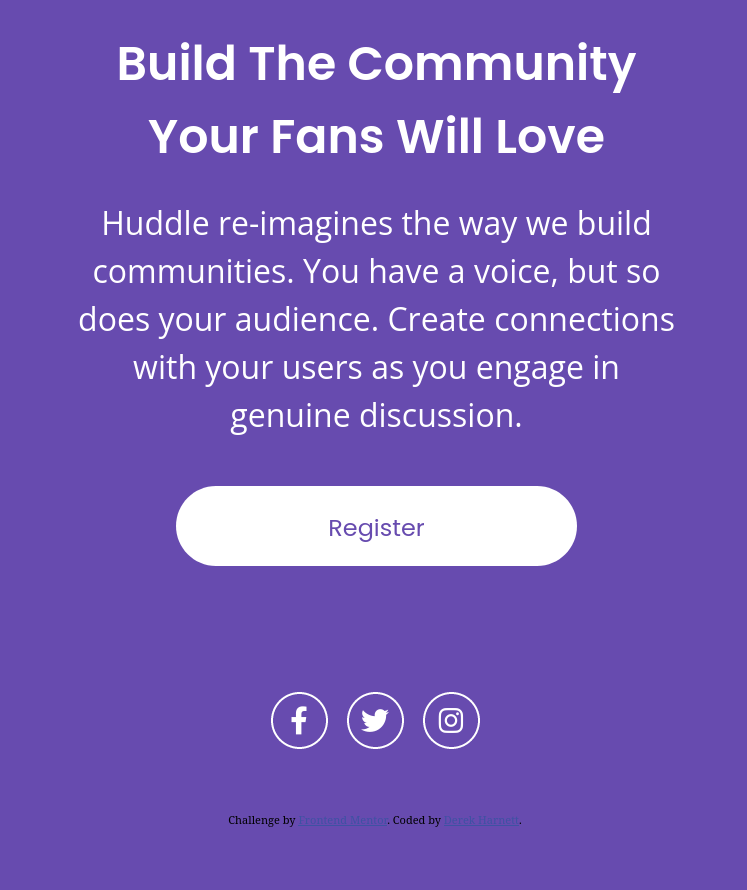 Build The Community
Your Fans Will Love
Huddle re-imagines the way we build
communities. You have a voice, but so
does your audience. Create connections
with your users as you engage in
genuine discussion.
Register
Challenge by Frontend Mentor. Coded by Derek Harnett.